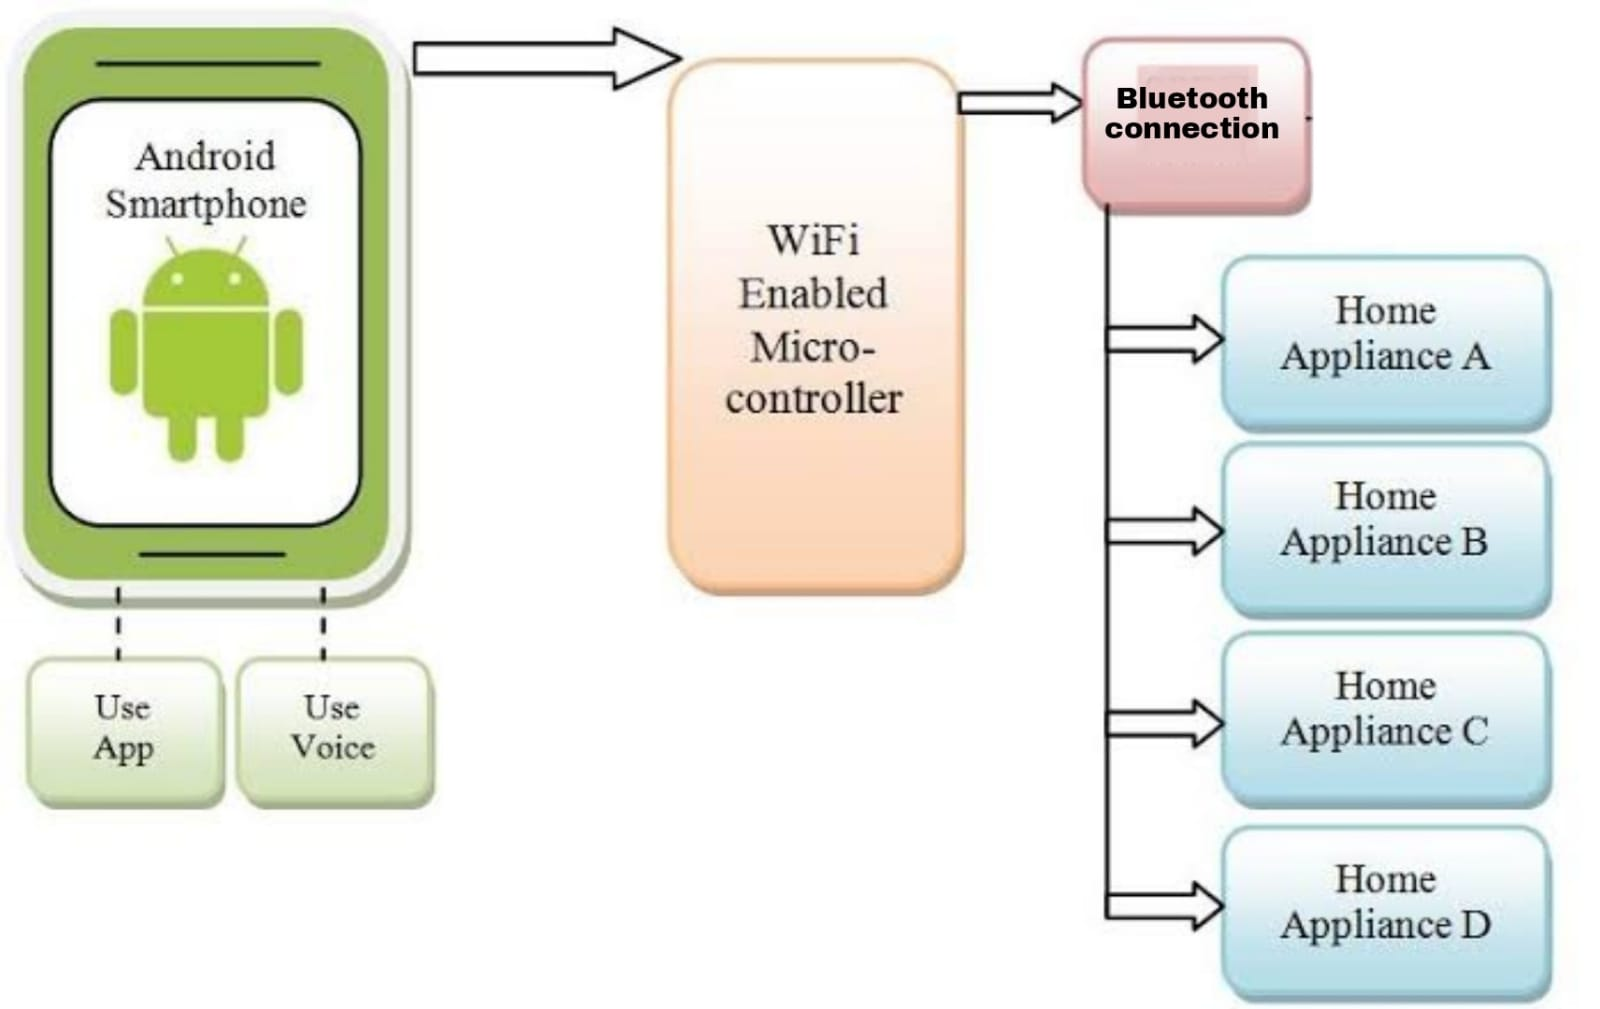 Android
Smartphone
Use
App
Use
Voice
WiFi
Enabled
Micro-
controller
Bluetooth
connection
Home
Appliance A
Home
Appliance B
Home
Appliance C
Home
Appliance D